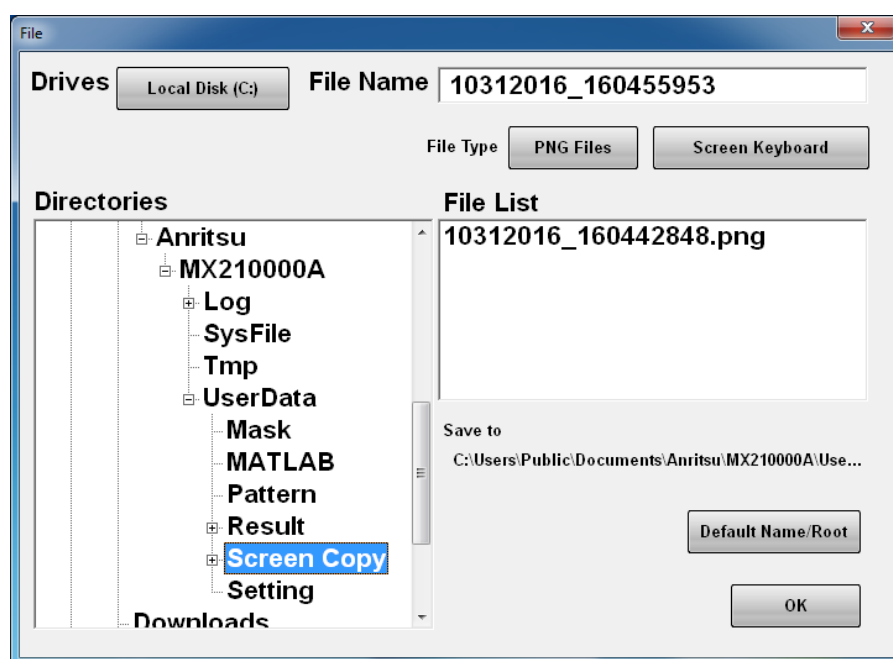 File
Drives Local Disk (C:) File Name 10312016_160455953
File Type PNG Files Screen Keyboard
Directories
Anritsu
MX210000A
Log
SysFile
Tmp
UserData
Mask
MATLAB
Pattern
Result
Screen Copy
Setting
Downloads
File List
10312016_160442848.png
Save to
C:\Users\Public\Documents\Anritsu\MX210000A\Use...
Default Name/Root
OK